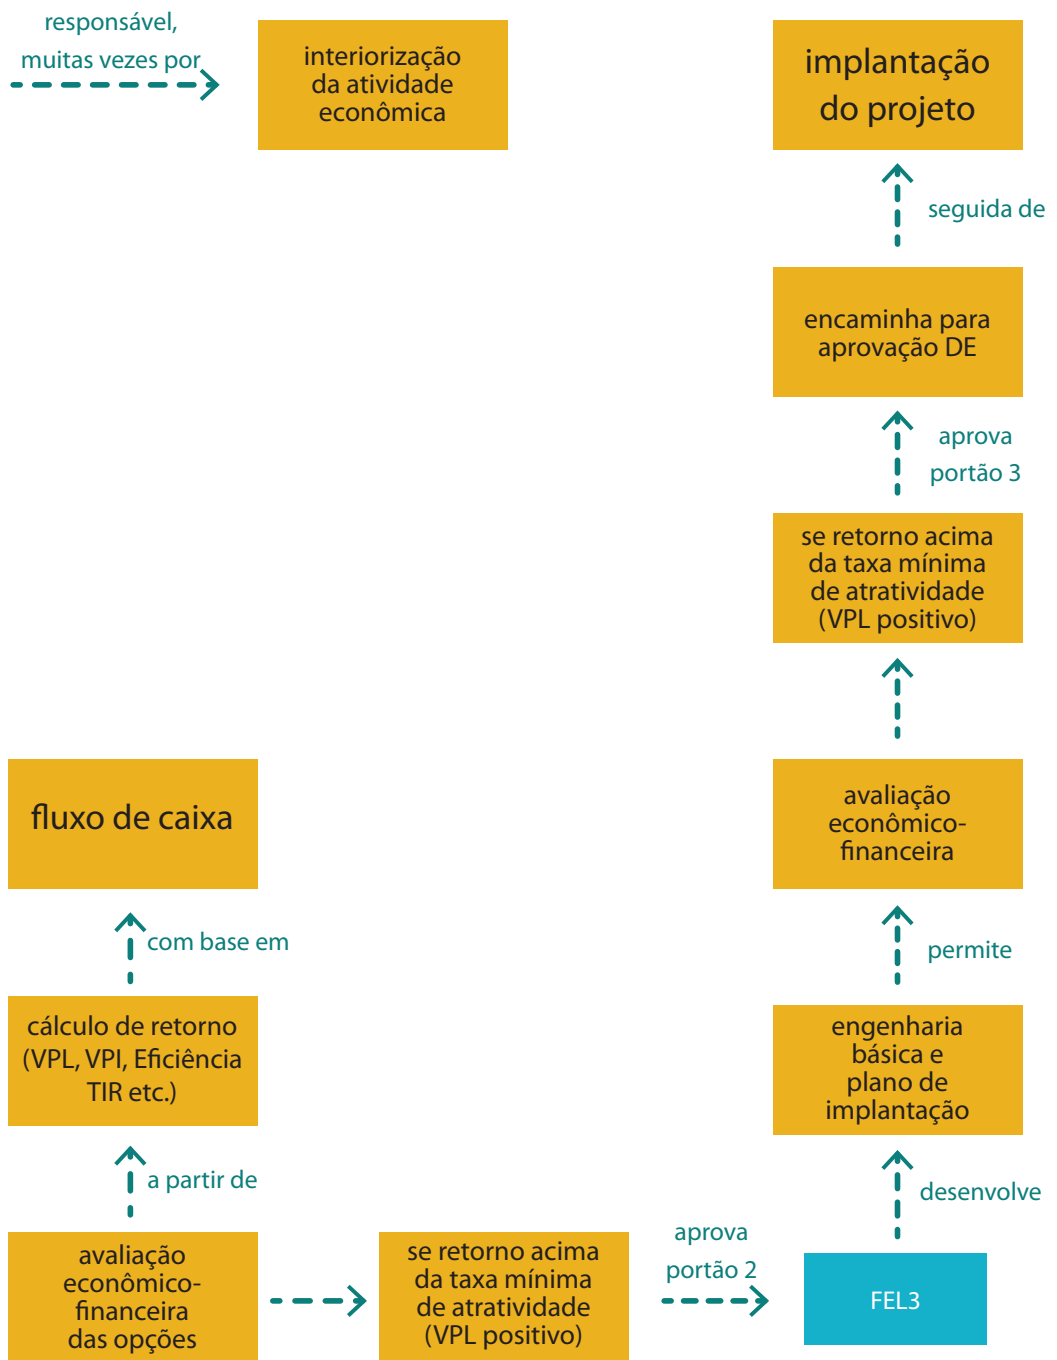 responsável,
muitas vezes por
interiorização
da atividade
econômica
implantação
do projeto
seguida de
encaminha para
aprovação DE
aprova
portão 3
se retorno acima
da taxa mínima
de atratividade
(VPL positivo)
fluxo de caixa
avaliação
econômico-
financeira
com base em
permite
cálculo de retorno
(VPL, VPI, Eficiência
TIR etc.)
engenharia
básica e
plano de
implantação
a partir de
desenvolve
avaliação
econômico-
financeira
das opções
se retorno acima
da taxa mínima
de atratividade
(VPL positivo)
aprova
portão 2
FEL3